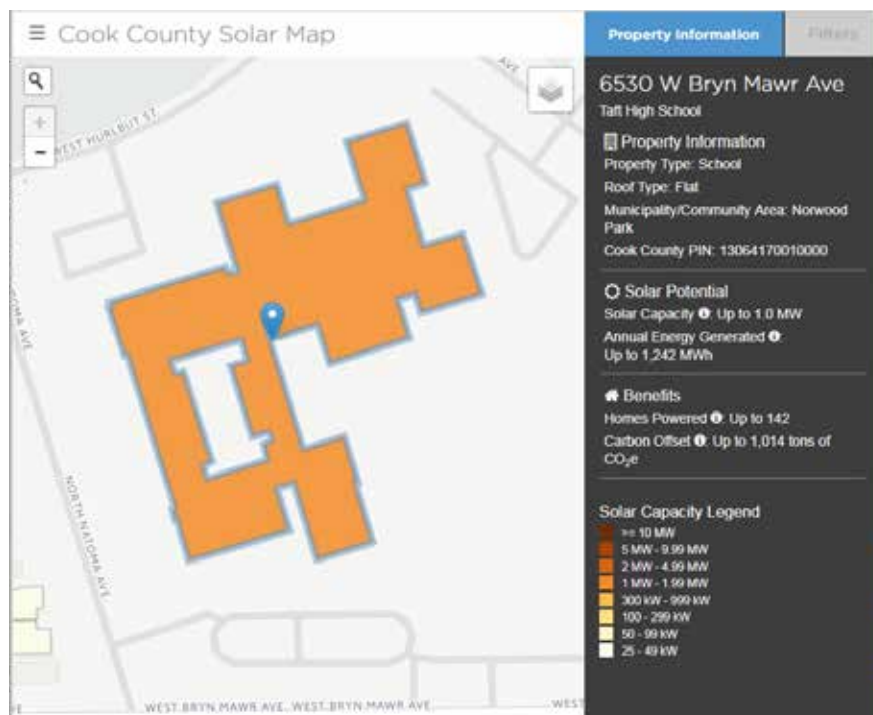 ☰ Cook County Solar Map
Property Information
Filters
AVE
WEST HURLBUT ST.
+
-
NATOMA AVE
NORTH NATOMA AVE.
WEST BRYN MAWR AVE. WEST BRYN MAWR AVE.
WEST
6530 W Bryn Mawr Ave
Taft High School
Property Information
Property Type: School
Roof Type: Flat
Municipality/Community Area: Norwood
Park
Cook County PIN: 13064170010000
Solar Potential
Solar Capacity : Up to 1.0 MW
Annual Energy Generated :
Up to 1,242 MWh
Benefits
Homes Powered : Up to 142
Carbon Offset : Up to 1,014 tons of
CO₂e
Solar Capacity Legend
>= 10 MW
5 MW - 9.99 MW
2 MW - 4.99 MW
1 MW - 1.99 MW
300 kW - 999 kW
100 - 299 kW
50 - 99 kW
25 - 49 kW